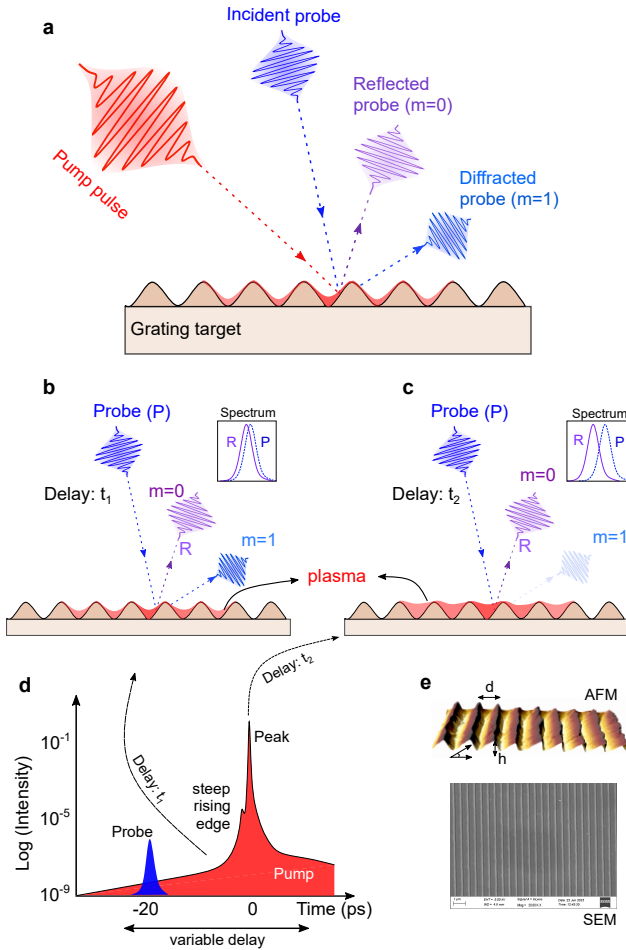 a
Incident probe
Reflected
probe (m=0)
Pump pulse
Diffracted
probe (m=1)
Grating target
b
Probe (P)
Spectrum
R
P
Delay: t1
m=0
R
m=1
plasma
c
Probe (P)
Spectrum
R
P
Delay: t2
m=0
R
m=1
d
Delay: t2
Delay: t1
Log (Intensity)
10-1
10-5
10-9
Peak
steep
rising
edge
Probe
Pump
-20
0
Time (ps)
variable delay
e
d
AFM
h
SEM